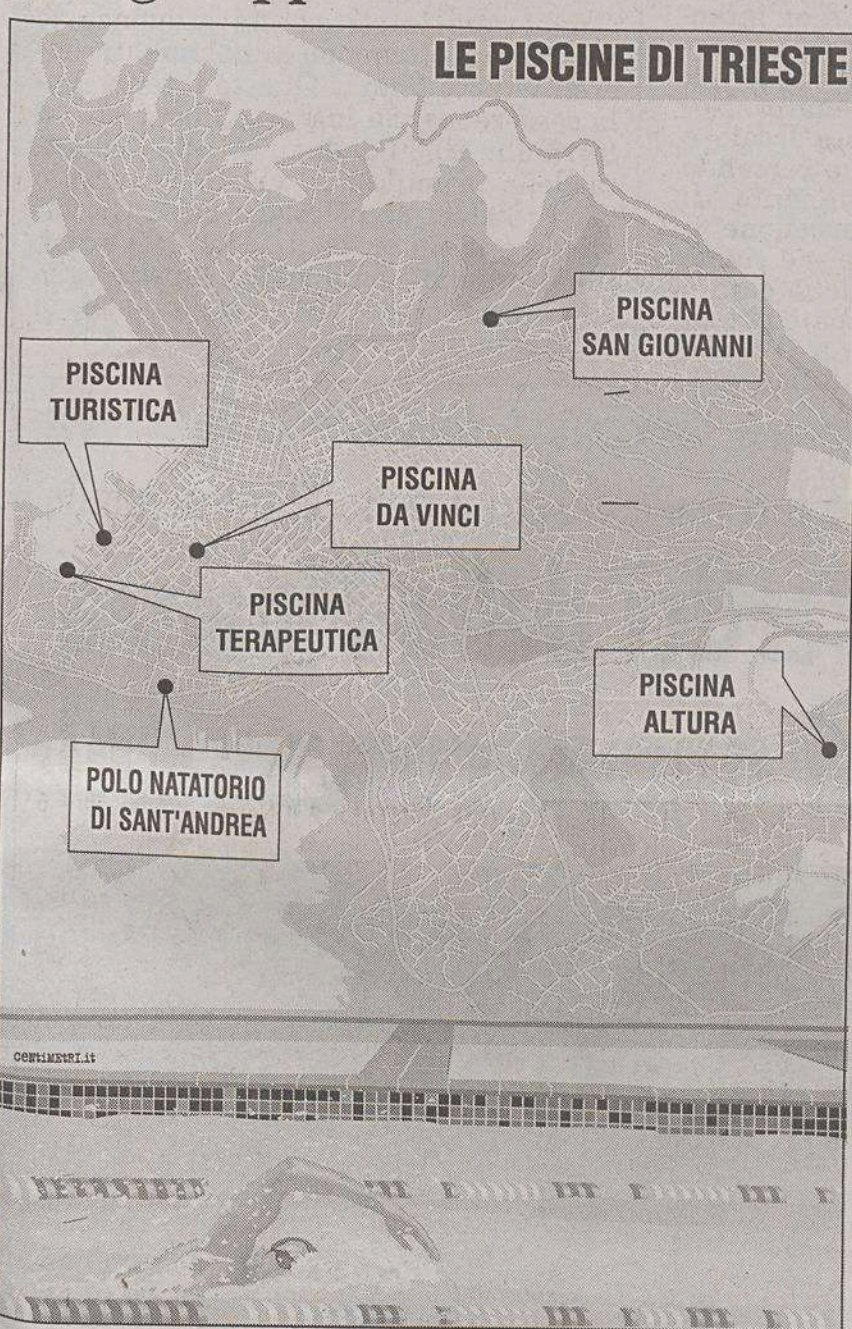 LE PISCINE DI TRIESTE
PISCINA
SAN GIOVANNI
PISCINA
TURISTICA
PISCINA
DA VINCI
PISCINA
TERAPEUTICA
PISCINA
ALTURA
POLO NATATORIO
DI SANT'ANDREA
CENTIMETRI.it